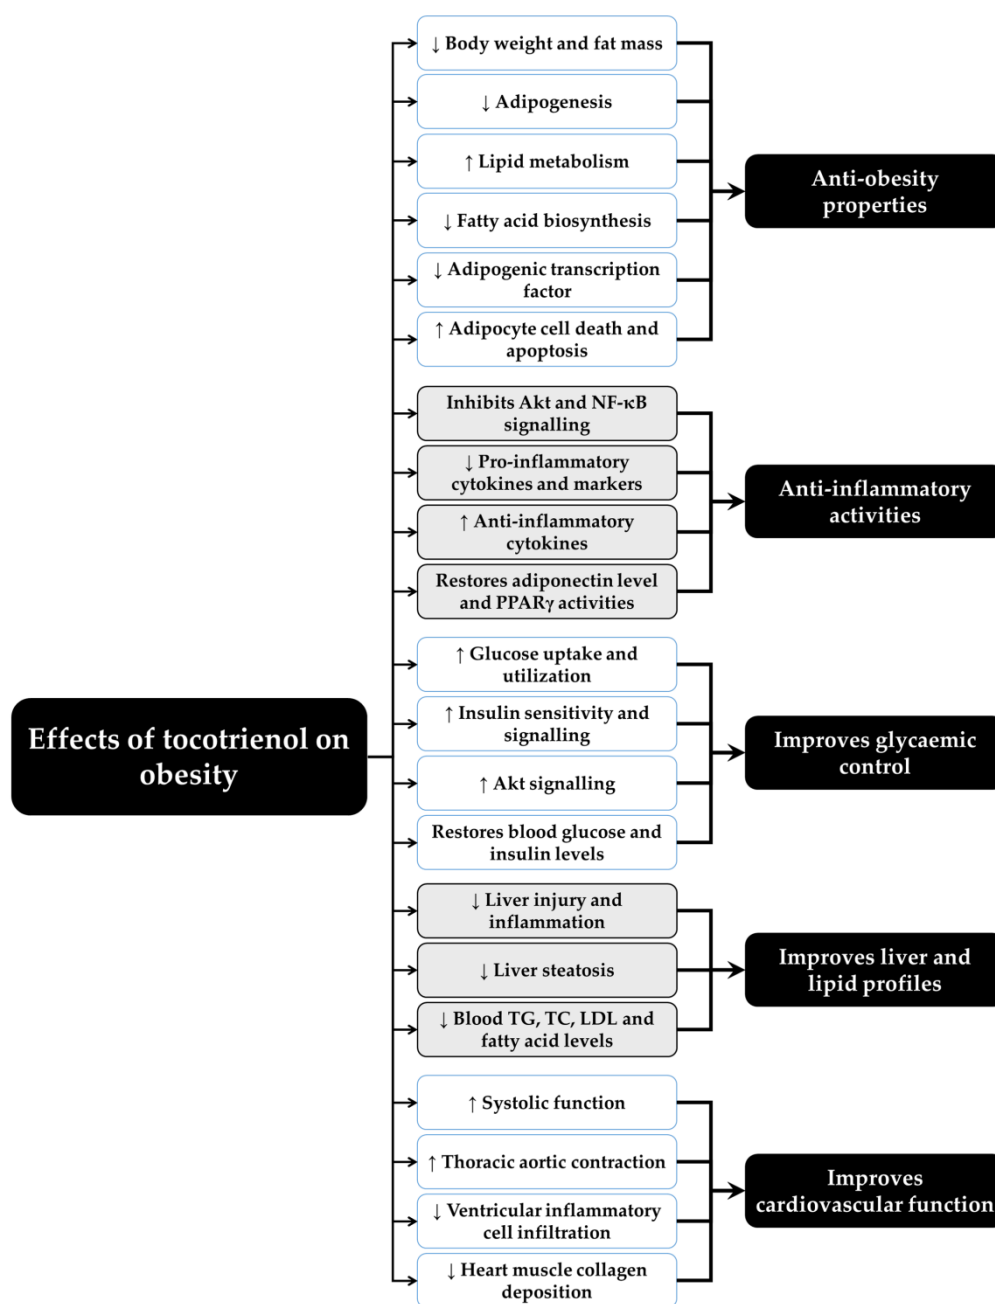 ↓ Body weight and fat mass
↓ Adipogenesis
↑ Lipid metabolism
↓ Fatty acid biosynthesis
↓ Adipogenic transcription
factor
↑ Adipocyte cell death and
apoptosis
Anti-obesity
properties
Inhibits Akt and NF-κB
signalling
↓ Pro-inflammatory
cytokines and markers
↑ Anti-inflammatory
cytokines
Restores adiponectin level
and PPARγ activities
Anti-inflammatory
activities
Effects of tocotrienol on
obesity
↑ Glucose uptake and
utilization
↑ Insulin sensitivity and
signalling
↑ Akt signalling
Restores blood glucose and
insulin levels
Improves glycaemic
control
↓ Liver injury and
inflammation
↓ Liver steatosis
↓ Blood TG, TC, LDL and
fatty acid levels
Improves liver and
lipid profiles
↑ Systolic function
↑ Thoracic aortic contraction
↓ Ventricular inflammatory
cell infiltration
↓ Heart muscle collagen
deposition
Improves
cardiovascular function